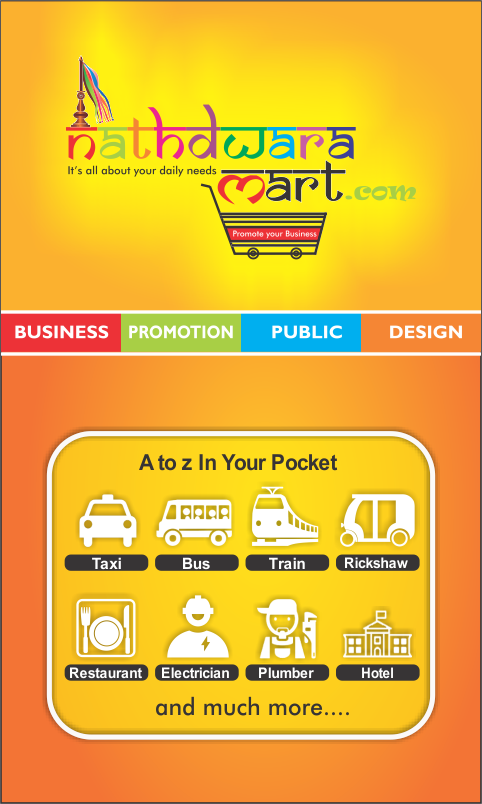 nathdwara
It's all about your daily needs
mart.com
Promote your Business
BUSINESS PROMOTION PUBLIC DESIGN
A to z In Your Pocket
Taxi Bus Train Rickshaw
Restaurant Electrician Plumber Hotel
and much more....